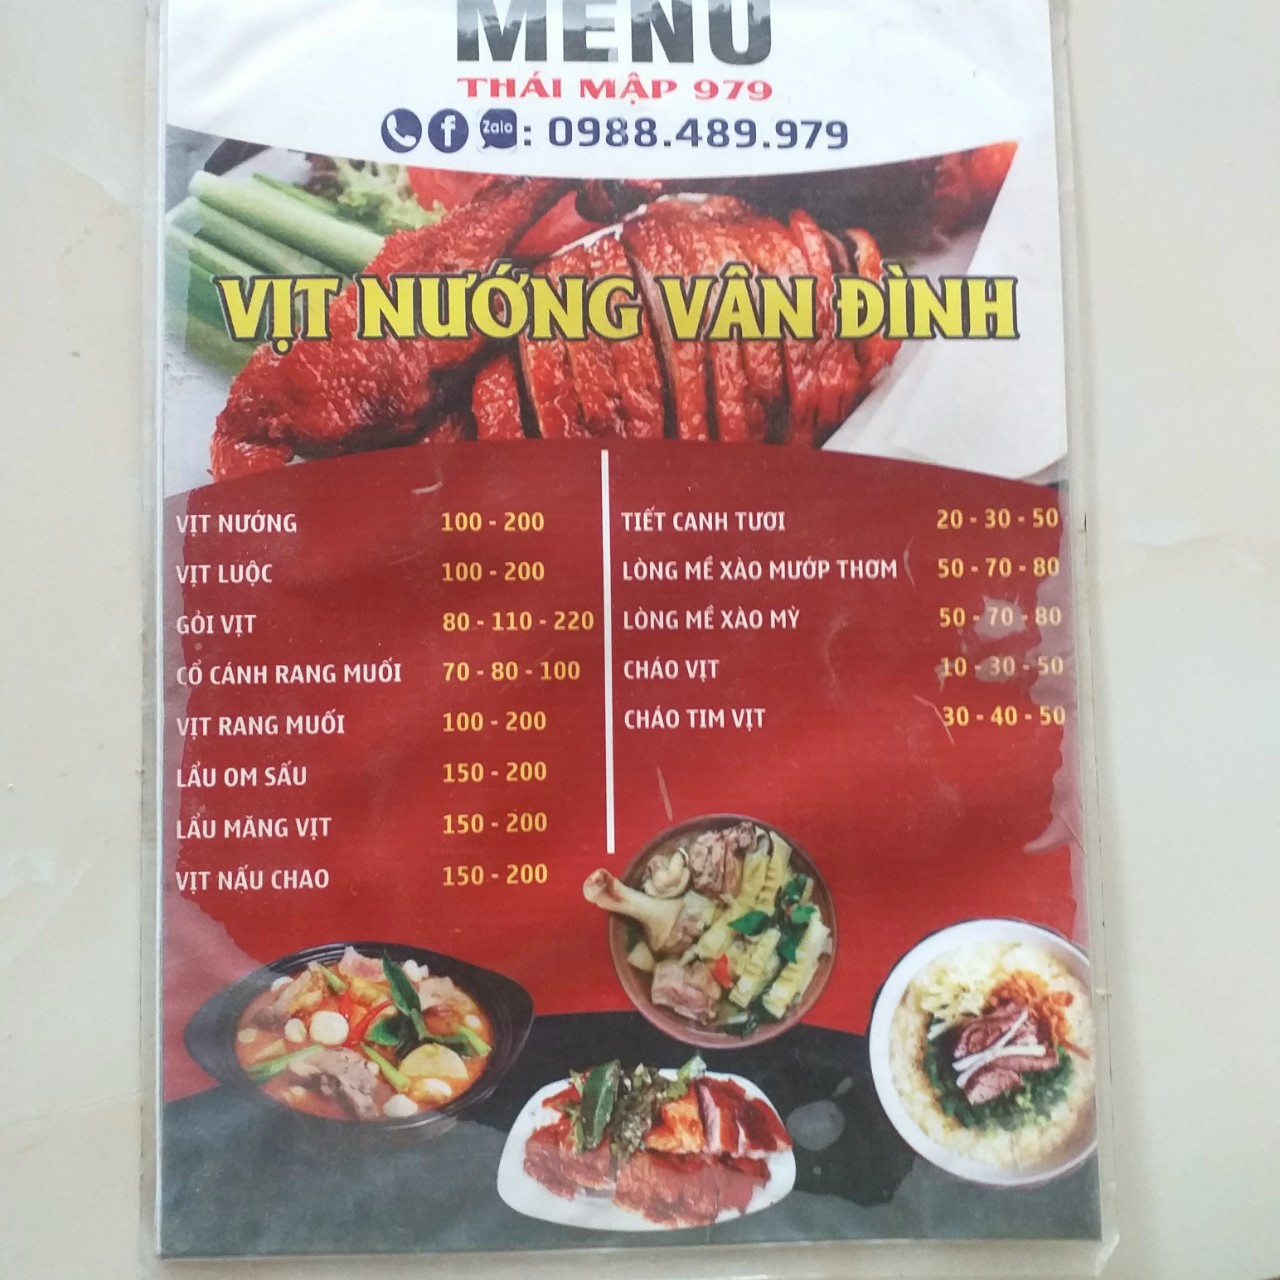 MENU
THÁI MẬP 979
Zalo : 0988.489.979
VỊT NƯỚNG VÂN ĐÌNH
VỊT NƯỚNG 100 - 200
VỊT LUỘC 100 - 200
GỎI VỊT 80 - 110 - 220
CỔ CÁNH RANG MUỐI 70 - 80 - 100
VỊT RANG MUỐI 100 - 200
LẨU OM SẤU 150 - 200
LẨU MĂNG VỊT 150 - 200
VỊT NẤU CHAO 150 - 200
TIẾT CANH TƯƠI 20 - 30 - 50
LÒNG MỀ XÀO MƯỚP THƠM 50 - 70 - 80
LÒNG MỀ XÀO MỲ 50 - 70 - 80
CHÁO VỊT 10 - 30 - 50
CHÁO TIM VỊT 30 - 40 - 50